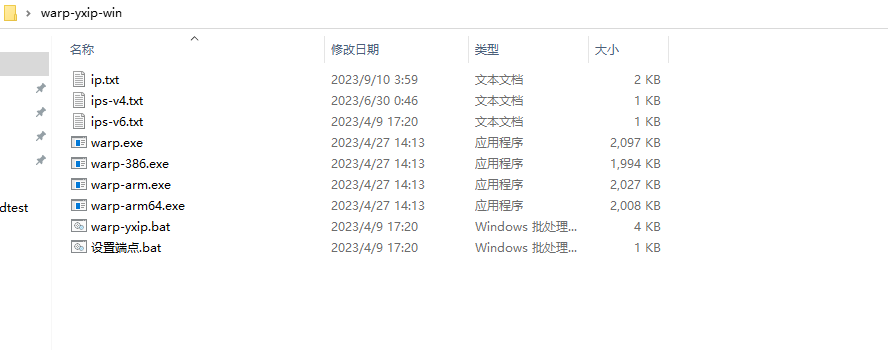 warp-yxip-win
名称 修改日期 类型 大小
ip.txt 2023/9/10 3:59 文本文档 2 KB
ips-v4.txt 2023/6/30 0:46 文本文档 1 KB
ips-v6.txt 2023/4/9 17:20 文本文档 1 KB
warp.exe 2023/4/27 14:13 应用程序 2,097 KB
warp-386.exe 2023/4/27 14:13 应用程序 1,994 KB
warp-arm.exe 2023/4/27 14:13 应用程序 2,027 KB
warp-arm64.exe 2023/4/27 14:13 应用程序 2,008 KB
dtest
warp-yxip.bat 2023/4/9 17:20 Windows 批处理... 4 KB
设置端点.bat 2023/4/9 17:20 Windows 批处理... 1 KB